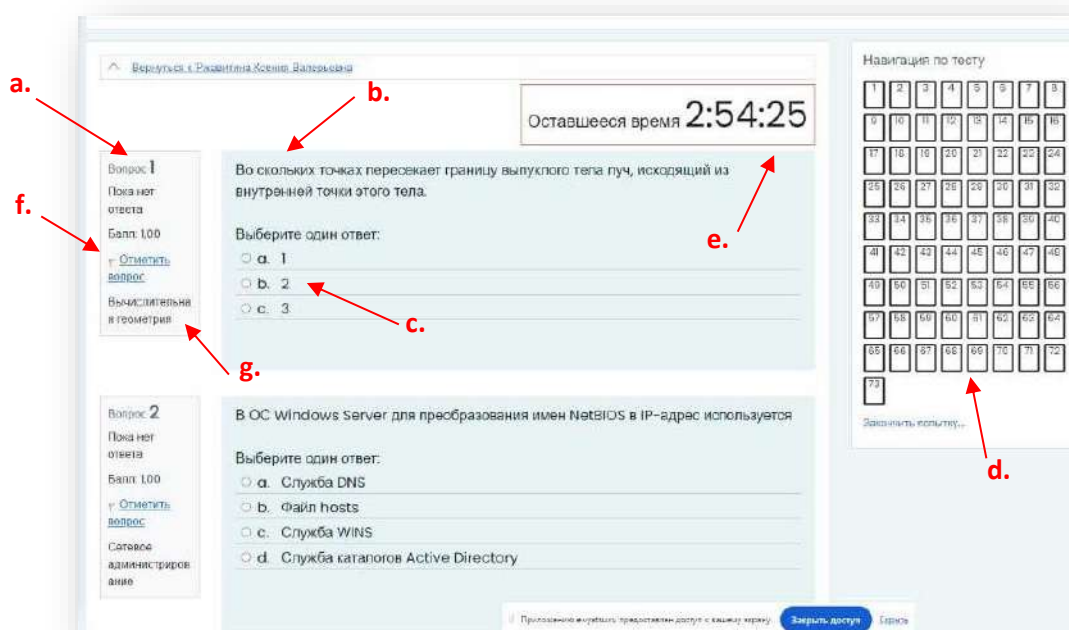 Вернуться к Ржавитина Ксения Валерьевна
a.
b.
Оставшееся время 2:54:25
e.
Вопрос 1
Пока нет
ответа
Балл: 1,00
f.
Отметить
вопрос
Вычислительна
я геометрия
g.
Во скольких точках пересекает границу выпуклого тела луч, исходящий из
внутренней точки этого тела.
Выберите один ответ:
a. 1
b. 2
c. 3
c.
Вопрос 2
Пока нет
ответа
Балл: 1,00
Отметить
вопрос
Сетевое
администриров
ание
В ОС Windows Server для преобразования имен NetBIOS в IP-адрес используется
Выберите один ответ:
a. Служба DNS
b. Файл hosts
c. Служба WINS
d. Служба каталогов Active Directory
Навигация по тесту
1 2 3 4 5 6 7 8
9 10 11 12 13 14 15 16
17 18 19 20 21 22 23 24
25 26 27 28 29 30 31 32
33 34 35 36 37 38 39 40
41 42 43 44 45 46 47 48
49 50 51 52 53 54 55 56
57 58 59 60 61 62 63 64
65 66 67 68 69 70 71 72
73
Закончить попытку...
d.
Приложению предоставлен доступ к вашему экрану.
Закрыть доступ
Скрыть